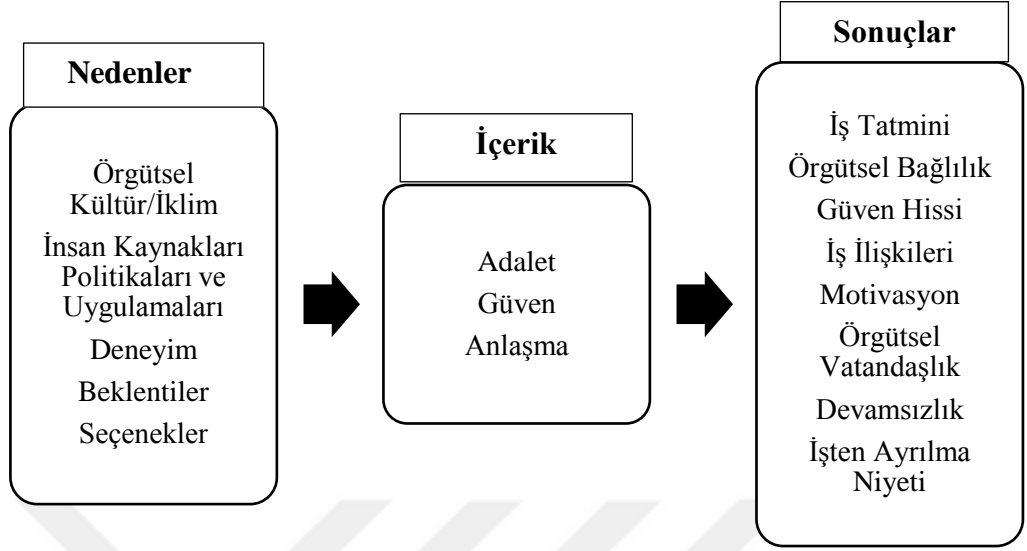 Nedenler
Örgütsel
Kültür/İklim
İnsan Kaynakları
Politikaları ve
Uygulamaları
Deneyim
Beklentiler
Seçenekler
İçerik
Adalet
Güven
Anlaşma
Sonuçlar
İş Tatmini
Örgütsel Bağlılık
Güven Hissi
İş İlişkileri
Motivasyon
Örgütsel
Vatandaşlık
Devamsızlık
İşten Ayrılma
Niyeti